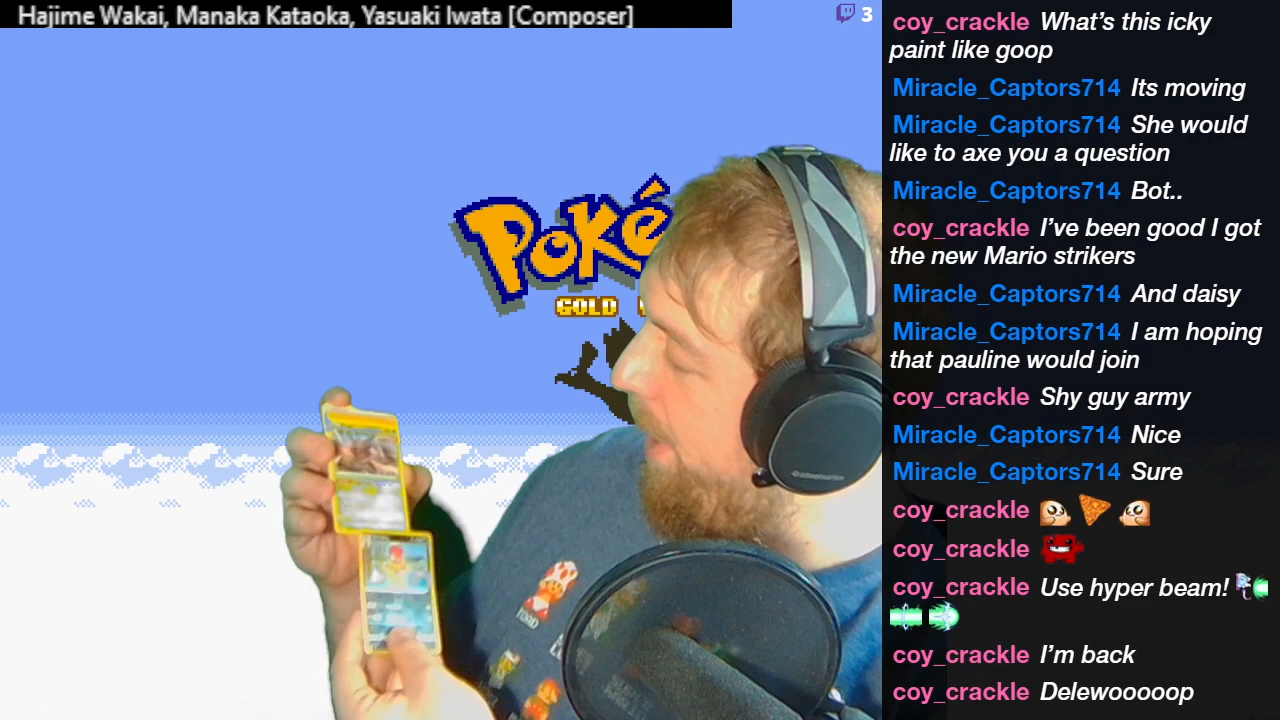 Hajime Wakai, Manaka Kataoka, Yasuaki Iwata [Composer]
3
POKé
GOLD
TOAD
coy_crackle What's this icky
paint like goop
Miracle_Captors714 Its moving
Miracle_Captors714 She would
like to axe you a question
Miracle_Captors714 Bot..
coy_crackle I've been good I got
the new Mario strikers
Miracle_Captors714 And daisy
Miracle_Captors714 I am hoping
that pauline would join
coy_crackle Shy guy army
Miracle_Captors714 Nice
Miracle_Captors714 Sure
coy_crackle
coy_crackle
coy_crackle Use hyper beam!
coy_crackle I'm back
coy_crackle Delewooooop